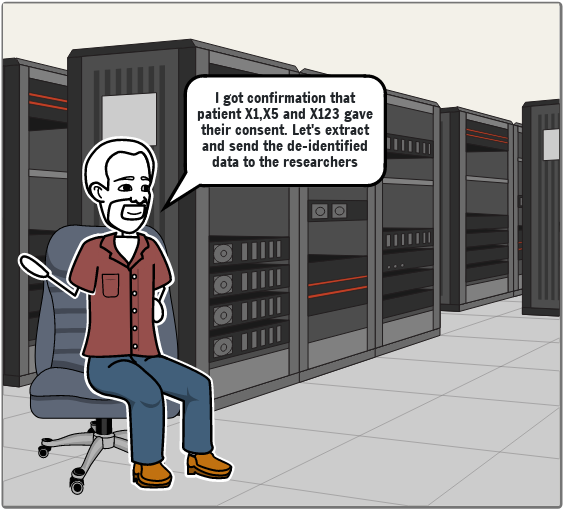 I got confirmation that
patient X1,X5 and X123 gave
their consent. Let's extract
and send the de-identified
data to the researchers